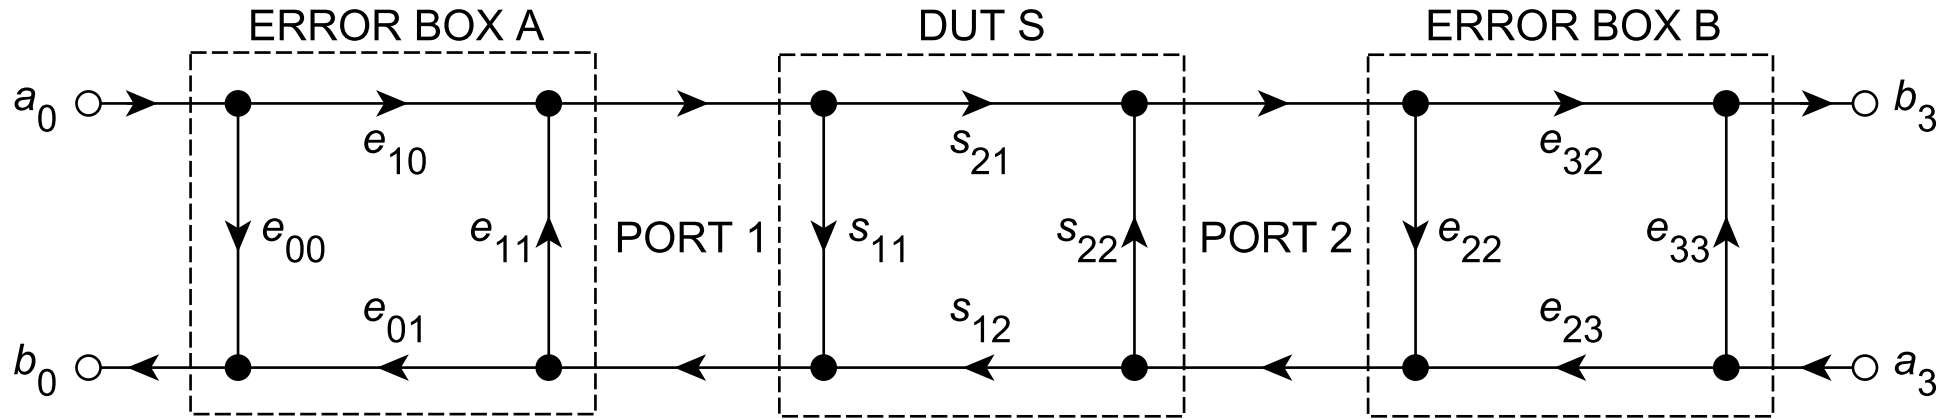 ERROR BOX A
DUT S
ERROR BOX B
a0
b3
e10
s21
e32
e00
e11
PORT 1
s11
s22
PORT 2
e22
e33
e01
s12
e23
b0
a3